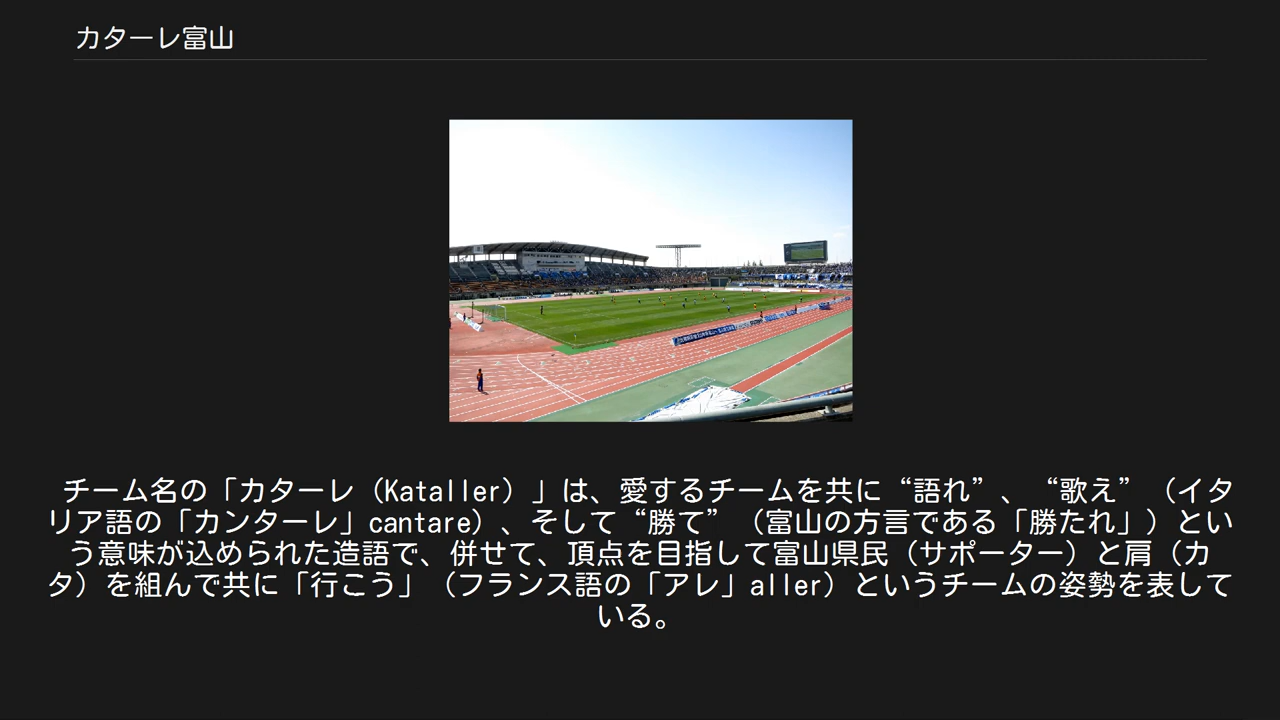 カターレ富山
チーム名の「カターレ（Kataller）」は、愛するチームを共に“語れ”、“歌え”（イタ
リア語の「カンターレ」cantare）、そして“勝て”（富山の方言である「勝たれ」）とい
う意味が込められた造語で、併せて、頂点を目指して富山県民（サポーター）と肩（カ
タ）を組んで共に「行こう」（フランス語の「アレ」aller）というチームの姿勢を表して
いる。